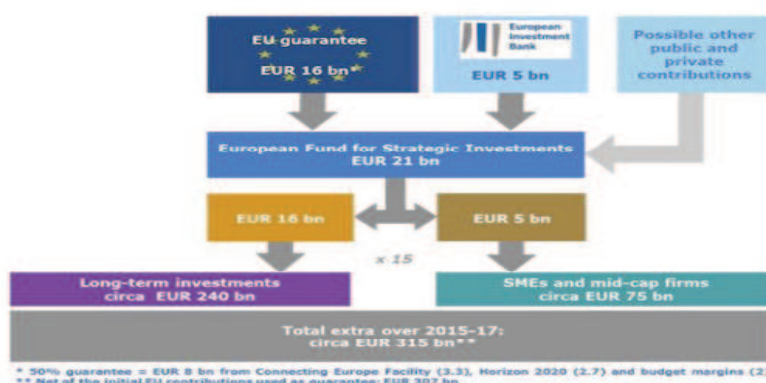 EU guarantee
EUR 16 bn*
European
Investment
Bank
EUR 5 bn
Possible other
public and
private
contributions
European Fund for Strategic Investments
EUR 21 bn
EUR 16 bn
EUR 5 bn
x 15
Long-term investments
circa EUR 240 bn
SMEs and mid-cap firms
circa EUR 75 bn
Total extra over 2015-17:
circa EUR 315 bn**
* 50% guarantee = EUR 8 bn from Connecting Europe Facility (3.3), Horizon 2020 (2.7) and budget margins (2)
** Net of the initial EU contributions used as guarantee: EUR 307 bn